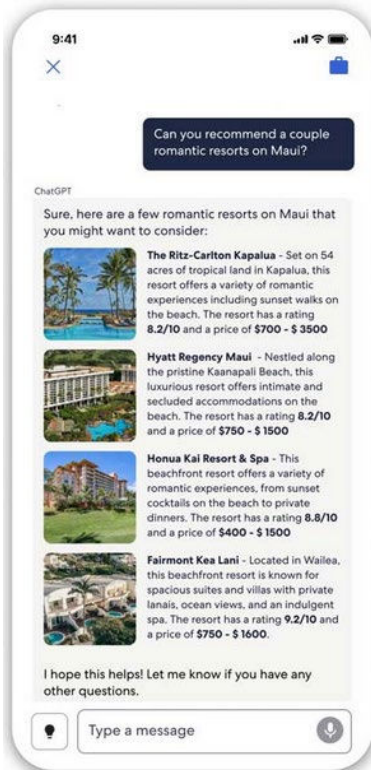 9:41
Can you recommend a couple
romantic resorts on Maui?
ChatGPT
Sure, here are a few romantic resorts on Maui that
you might want to consider:
The Ritz-Carlton Kapalua - Set on 54
acres of tropical land in Kapalua, this
resort offers a variety of romantic
experiences including sunset walks on
the beach. The resort has a rating
8.2/10 and a price of $700 - $ 3500
Hyatt Regency Maui - Nestled along
the pristine Kaanapali Beach, this
luxurious resort offers intimate and
secluded accommodations on the
beach. The resort has a rating 8.2/10
and a price of $750 - $ 1500
Honua Kai Resort & Spa - This
beachfront resort offers a variety of
romantic experiences, from sunset
cocktails on the beach to private
dinners. The resort has a rating 8.8/10
and a price of $400 - $ 1500
Fairmont Kea Lani - Located in Wailea,
this beachfront resort is known for
spacious suites and villas with private
lanais, ocean views, and an indulgent
spa. The resort has a rating 9.2/10 and
a price of $750 - $ 1600.
I hope this helps! Let me know if you have any
other questions.
Type a message